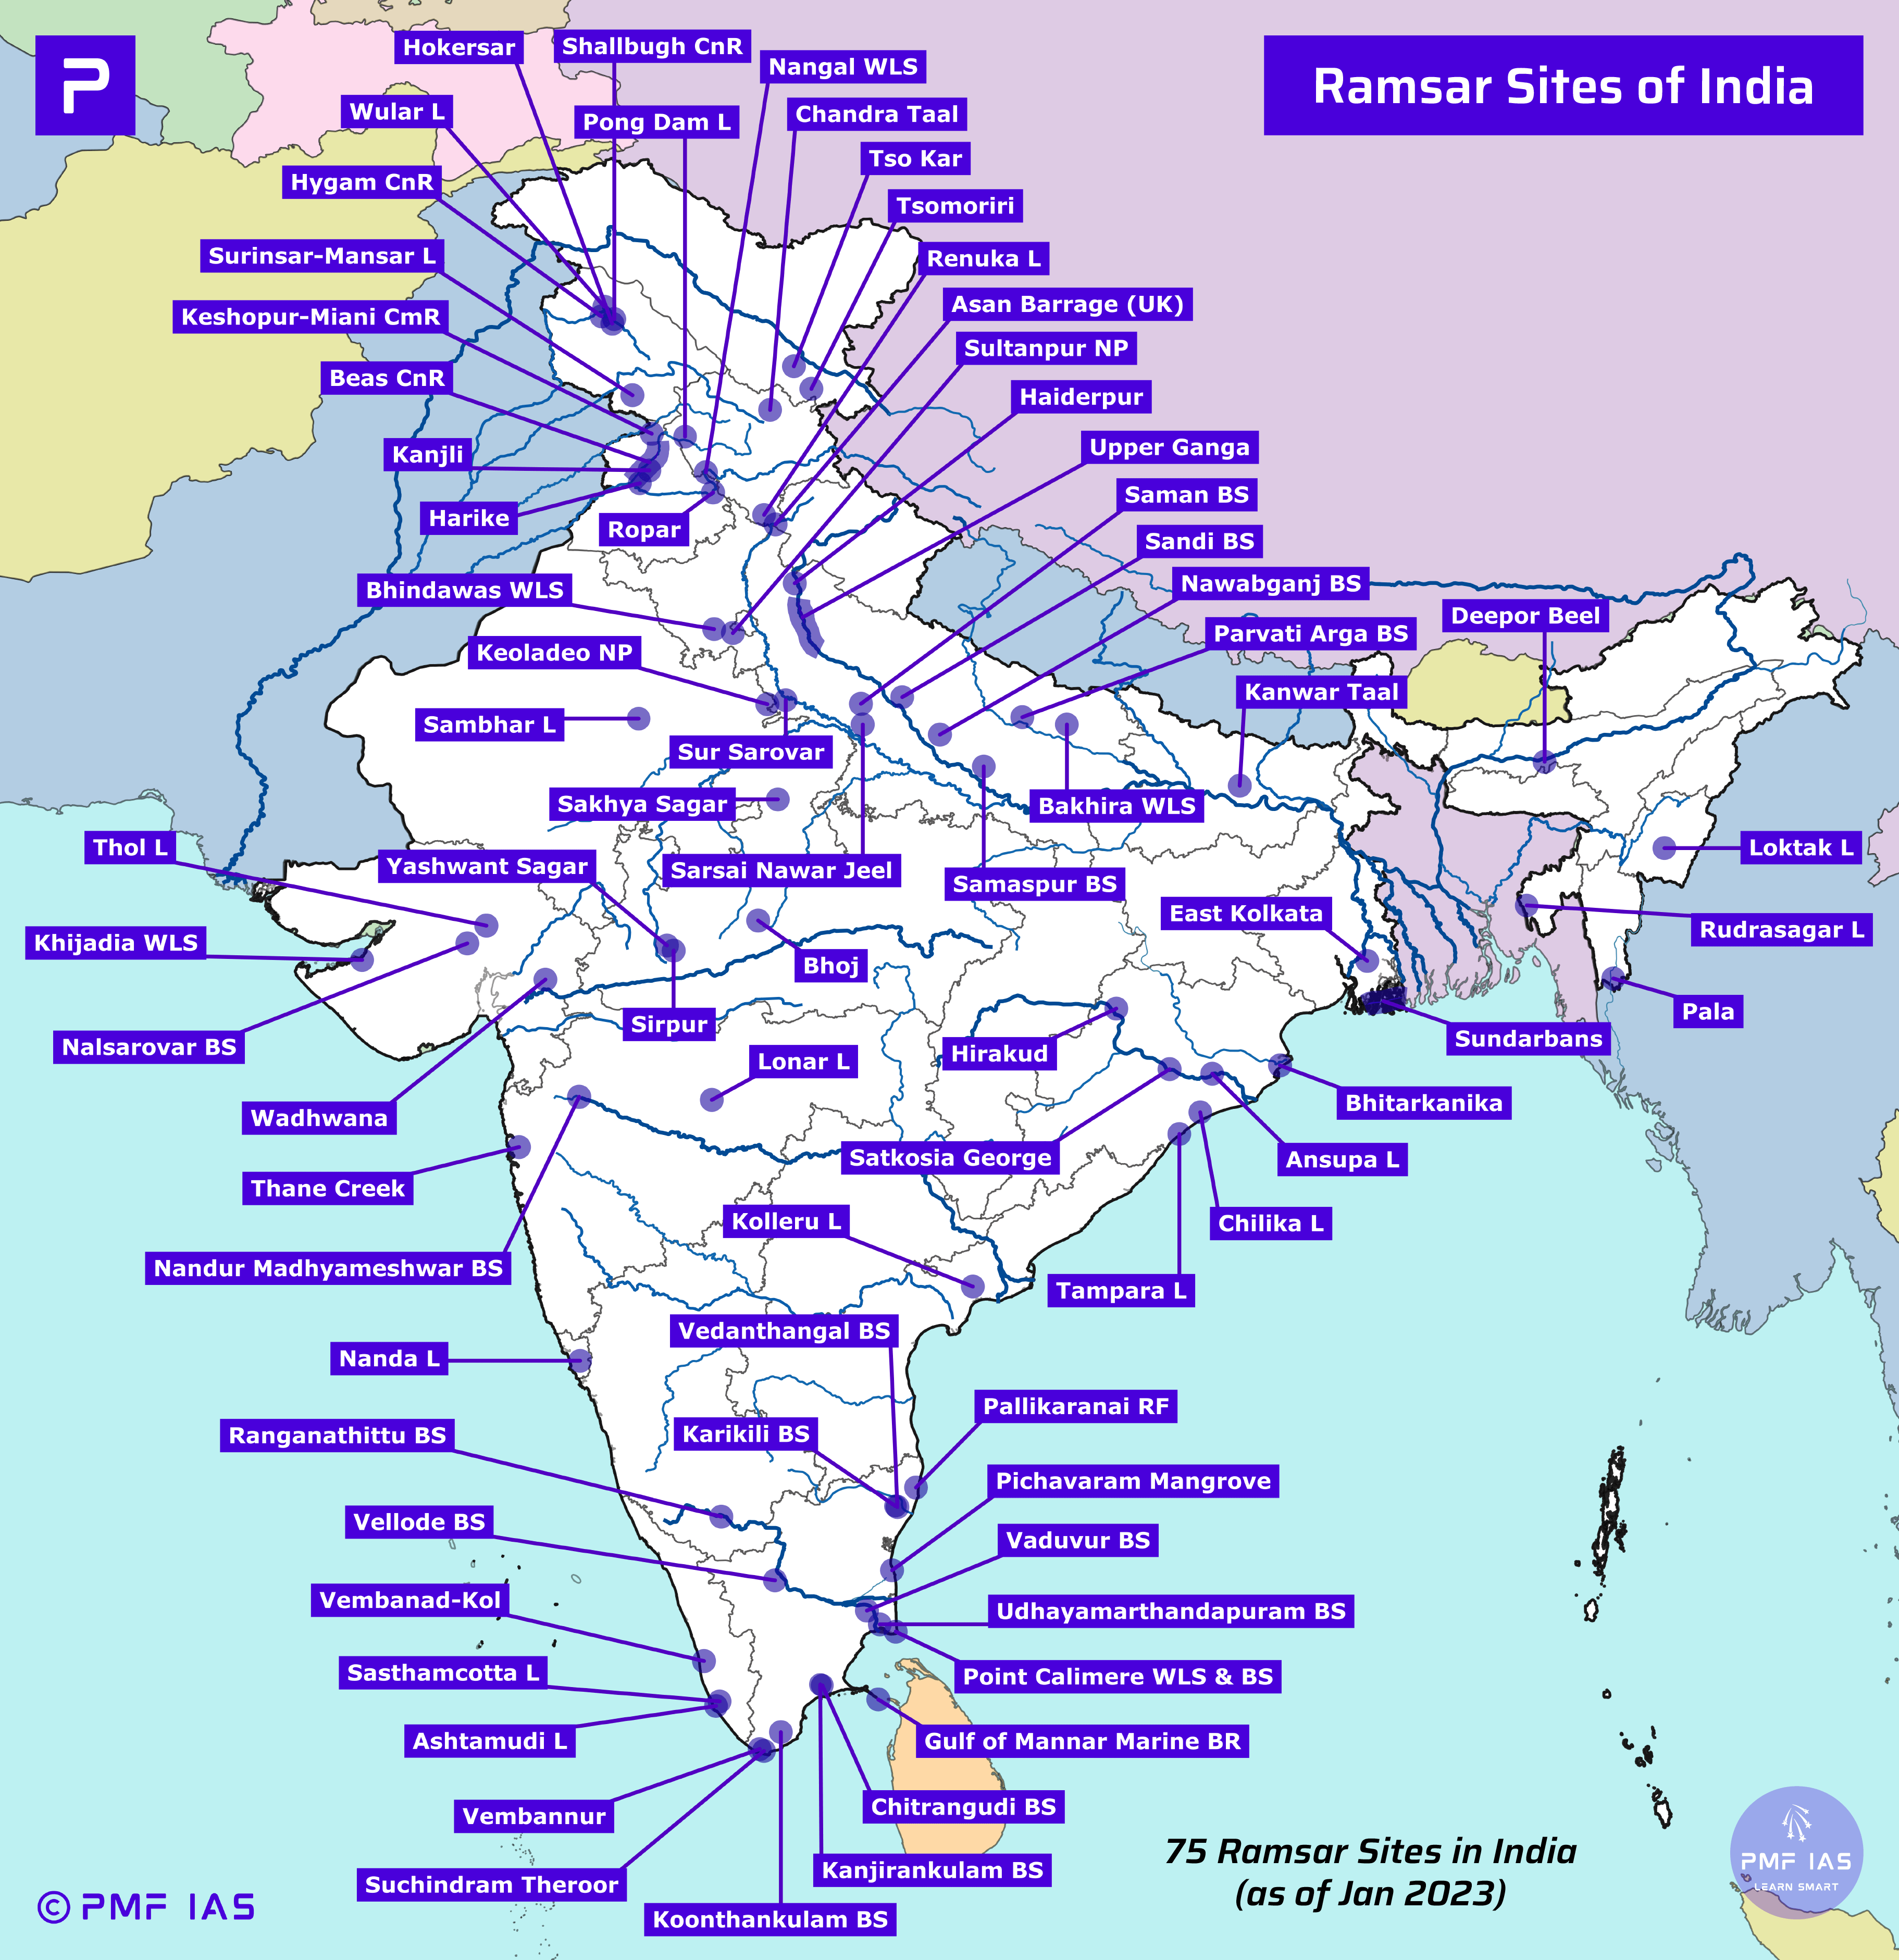 P
Ramsar Sites of India
Hokersar
Shallbugh CnR
Nangal WLS
Wular L
Pong Dam L
Chandra Taal
Tso Kar
Hygam CnR
Tsomoriri
Surinsar-Mansar L
Renuka L
Asan Barrage (UK)
Keshopur-Miani CmR
Sultanpur NP
Beas CnR
Haiderpur
Kanjli
Upper Ganga
Saman BS
Harike
Ropar
Sandi BS
Bhindawas WLS
Nawabganj BS
Deepor Beel
Keoladeo NP
Parvati Arga BS
Kanwar Taal
Sambhar L
Sur Sarovar
Sakhya Sagar
Bakhira WLS
Thol L
Yashwant Sagar
Sarsai Nawar Jeel
Samaspur BS
Loktak L
East Kolkata
Khijadia WLS
Rudrasagar L
Bhoj
Pala
Nalsarovar BS
Sirpur
Hirakud
Sundarbans
Lonar L
Wadhwana
Bhitarkanika
Thane Creek
Satkosia George
Ansupa L
Kolleru L
Chilika L
Nandur Madhyameshwar BS
Tampara L
Vedanthangal BS
Nanda L
Pallikaranai RF
Ranganathittu BS
Karikili BS
Pichavaram Mangrove
Vellode BS
Vaduvur BS
Vembanad-Kol
Udhayamarthandapuram BS
Sasthamcotta L
Point Calimere WLS & BS
Ashtamudi L
Gulf of Mannar Marine BR
Vembannur
Chitrangudi BS
Suchindram Theroor
Kanjirankulam BS
Koonthankulam BS
75 Ramsar Sites in India
(as of Jan 2023)
PMF IAS
LEARN SMART
© PMF IAS